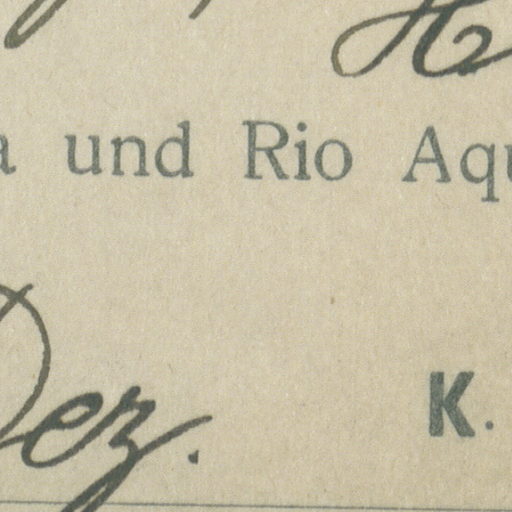 a und Rio Aqu
Dez.
K.